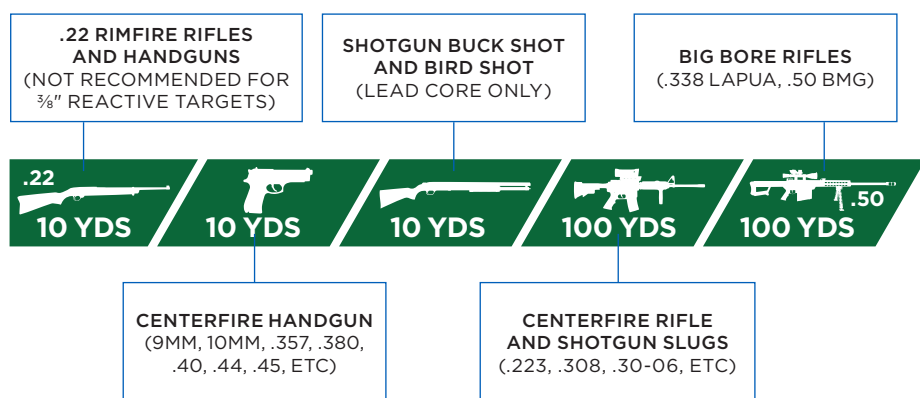 .22 RIMFIRE RIFLES
AND HANDGUNS
(NOT RECOMMENDED FOR
⅜" REACTIVE TARGETS)
SHOTGUN BUCK SHOT
AND BIRD SHOT
(LEAD CORE ONLY)
BIG BORE RIFLES
(.338 LAPUA, .50 BMG)
.22
10 YDS
10 YDS
10 YDS
100 YDS
.50
100 YDS
CENTERFIRE HANDGUN
(9MM, 10MM, .357, .380,
.40, .44, .45, ETC)
CENTERFIRE RIFLE
AND SHOTGUN SLUGS
(.223, .308, .30-06, ETC)